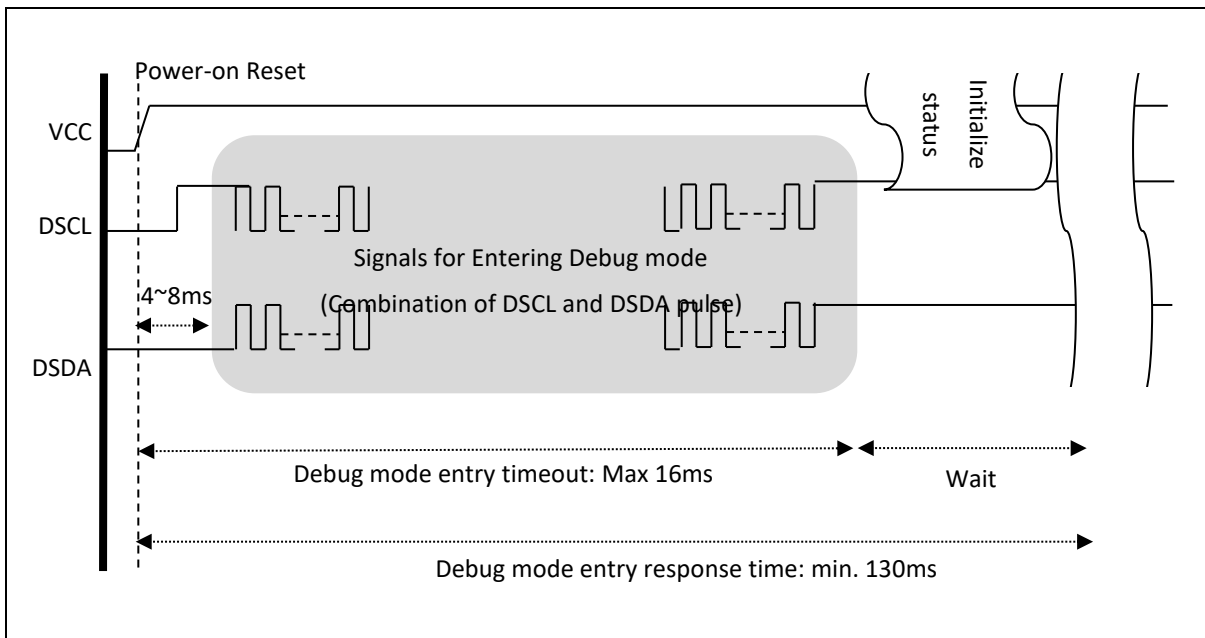 Power-on Reset
VCC
Initialize
status
DSCL
Signals for Entering Debug mode
4~8ms
(Combination of DSCL and DSDA pulse)
DSDA
Debug mode entry timeout: Max 16ms
Wait
Debug mode entry response time: min. 130ms